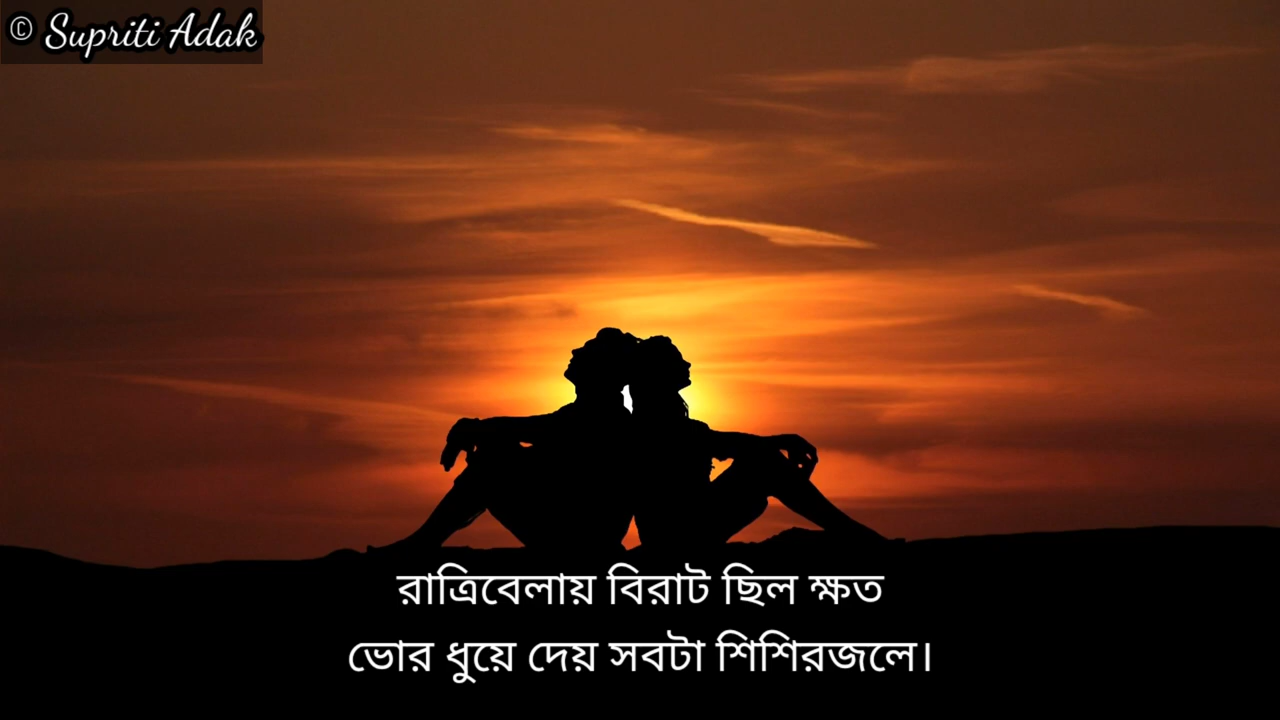 © Supriti Adak
রাত্রিবেলায় বিরাট ছিল ক্ষত
ভোর ধুয়ে দেয় সবটা শিশিরজলে।